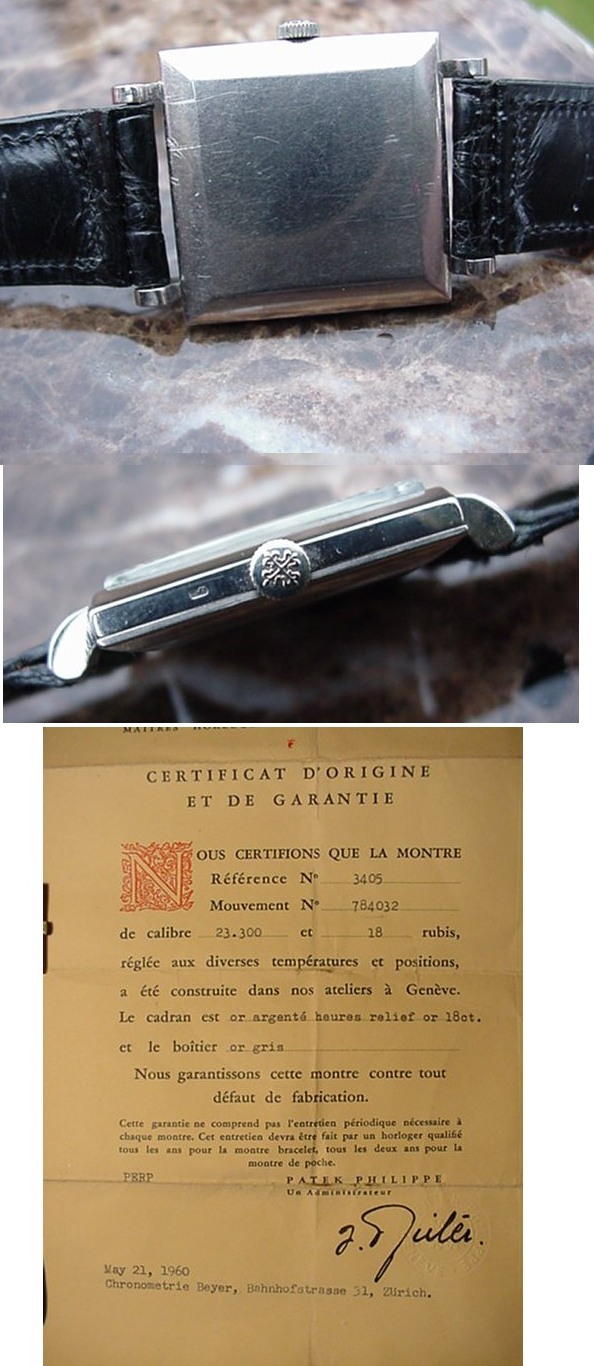 MAITRES
CERTIFICAT D'ORIGINE
ET DE GARANTIE
NOUS CERTIFIONS QUE LA MONTRE
Référence Nº 3405
Mouvement Nº 784032
de calibre 23.300 et 18 rubis,
réglée aux diverses températures et positions,
a été construite dans nos ateliers à Genève.
Le cadran est or argenté heures relief or 18ct.
et le boîtier or gris
Nous garantissons cette montre contre tout
défaut de fabrication.
Cette garantie ne comprend pas l'entretien périodique nécessaire à
chaque montre. Cet entretien devra être fait par un horloger qualifié
tous les ans pour la montre bracelet, tous les deux ans pour la
montre de poche.
PERP
PATEK PHILIPPE
Un Administrateur
May 21, 1960
Chronometrie Beyer, Bahnhofstrasse 31, Zürich.